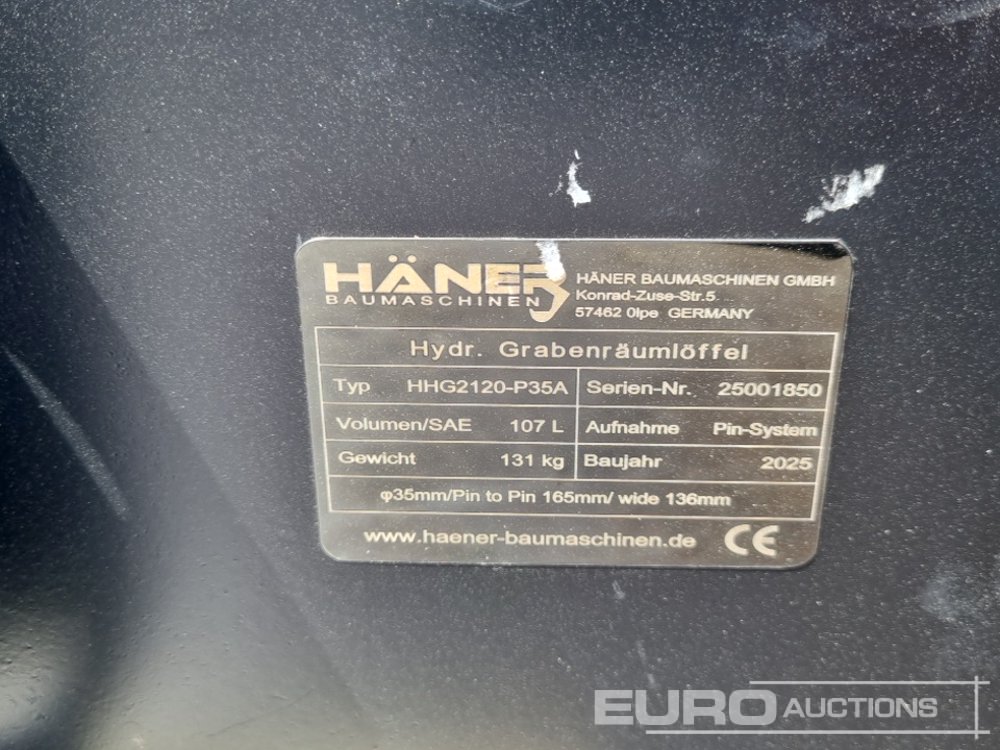 HÄNER
BAUMASCHINEN
HÄNER BAUMASCHINEN GMBH
Konrad-Zuse-Str.5
57462 Olpe GERMANY
Hydr. Grabenräumlöffel
Typ HHG2120-P35A Serien-Nr. 25001850
Volumen/SAE 107 L Aufnahme Pin-System
Gewicht 131 kg Baujahr 2025
φ35mm/Pin to Pin 165mm/ wide 136mm
www.haener-baumaschinen.de CE
EURO AUCTIONS